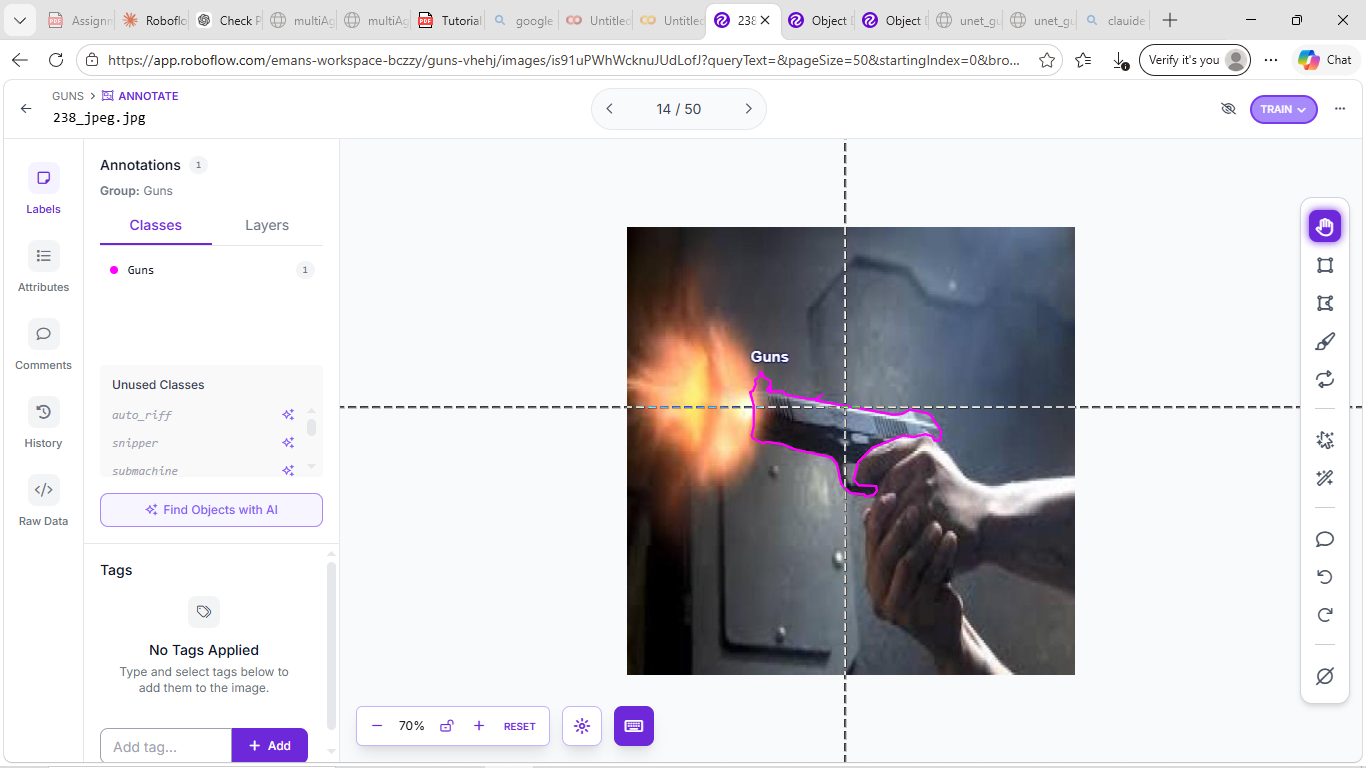 Assignn
Roboflo
Check P
multiAg
multiAg
Tutorial
google
Untitled
Untitled
238
Object D
Object D
unet_gu
unet_gu
clauide
https://app.roboflow.com/emans-workspace-bczzy/guns-vhehj/images/is91uPWhWcknuJUdLofJ?queryText=&pageSize=50&startingIndex=0&bro...
Verify it's you
Chat
GUNS > ANNOTATE
238_jpeg.jpg
14 / 50
TRAIN
Labels
Attributes
Comments
History
Raw Data
Annotations 1
Group: Guns
Classes Layers
Guns 1
Unused Classes
auto_riff
snipper
submachine
Find Objects with AI
Tags
No Tags Applied
Type and select tags below to
add them to the image.
Add tag...
+ Add
Guns
70%
RESET